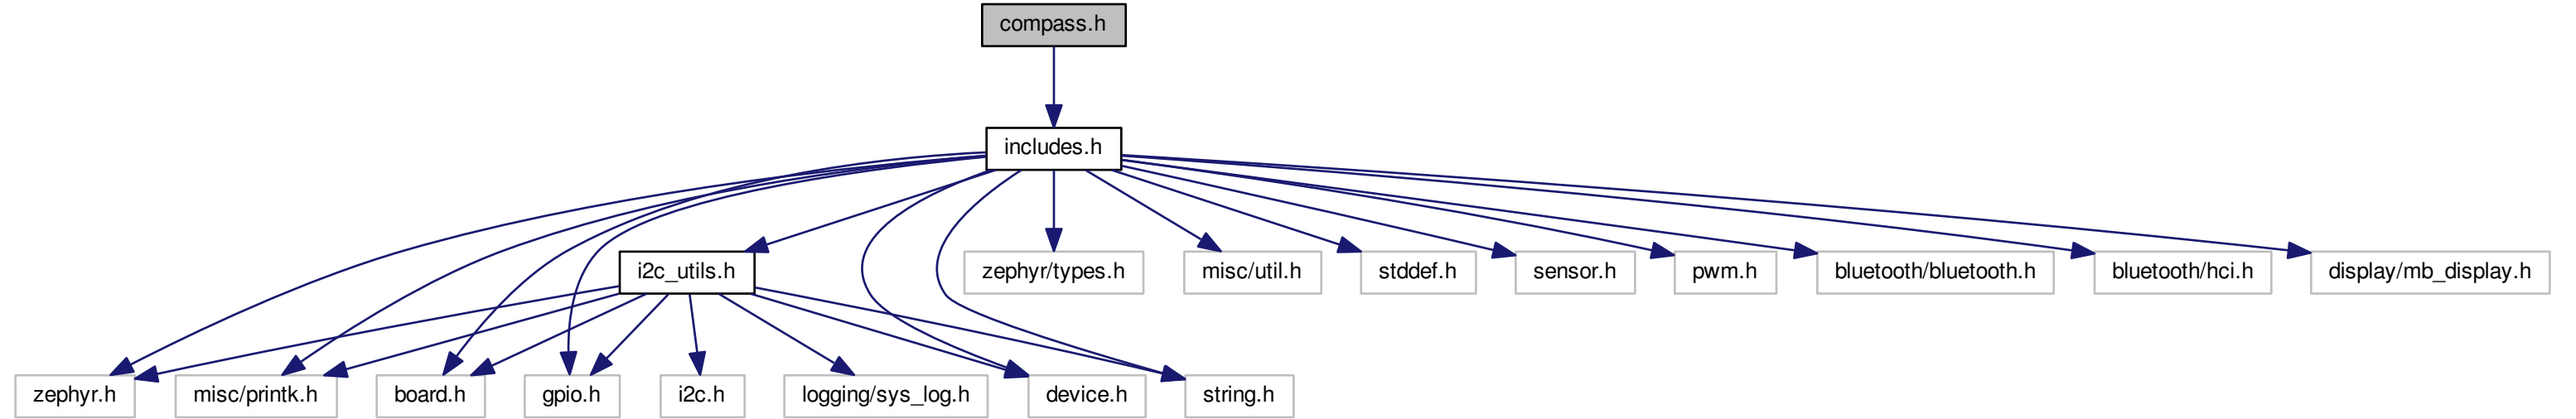 compass.h
includes.h
i2c_utils.h
zephyr/types.h
misc/util.h
stddef.h
sensor.h
pwm.h
bluetooth/bluetooth.h
bluetooth/hci.h
display/mb_display.h
zephyr.h
misc/printk.h
board.h
gpio.h
i2c.h
logging/sys_log.h
device.h
string.h